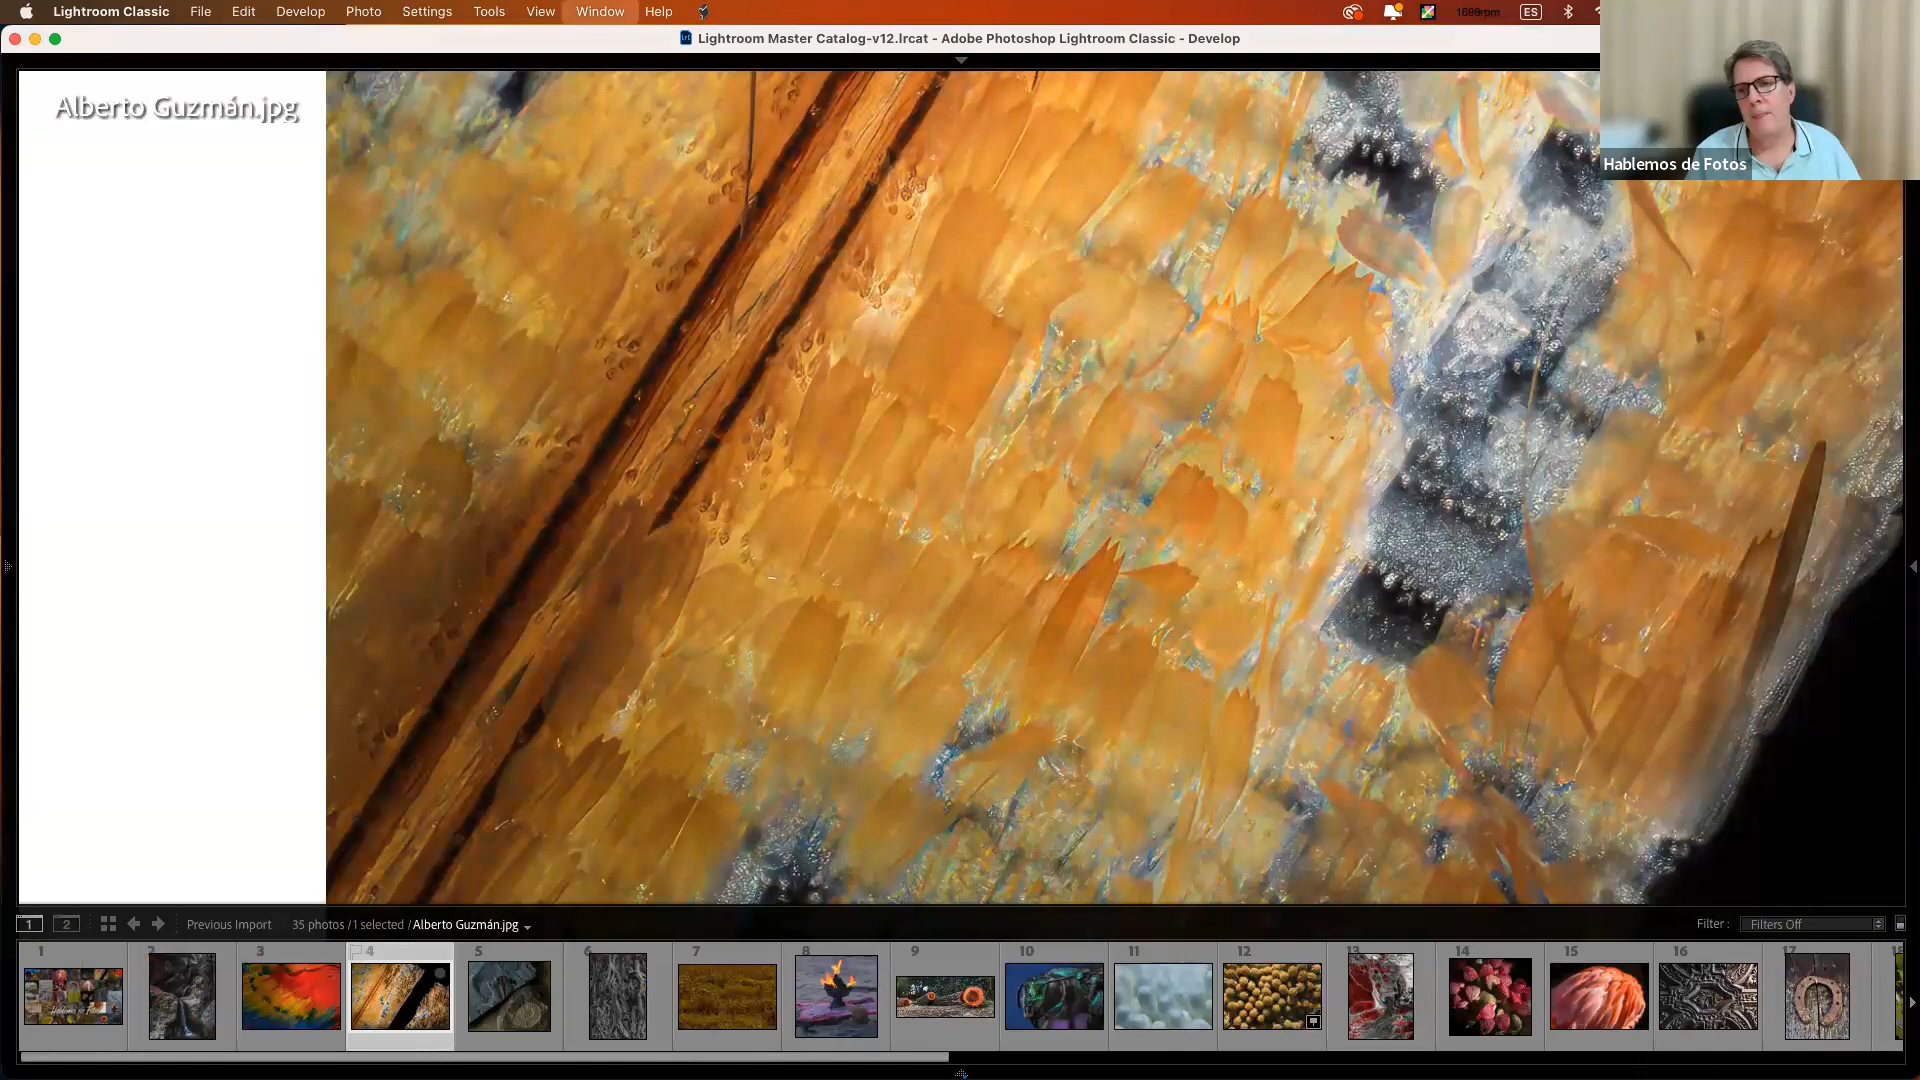 Lightroom Classic File Edit Develop Photo Settings Tools View Window Help ES
Lightroom Master Catalog-v12.lrcat - Adobe Photoshop Lightroom Classic - Develop
Alberto Guzmán.jpg
Hablemos de Fotos
1 2 Previous Import 35 photos / 1 selected / Alberto Guzmán.jpg Filter : Filters Off
1 2 3 4 5 6 7 8 9 10 11 12 13 14 15 16 17